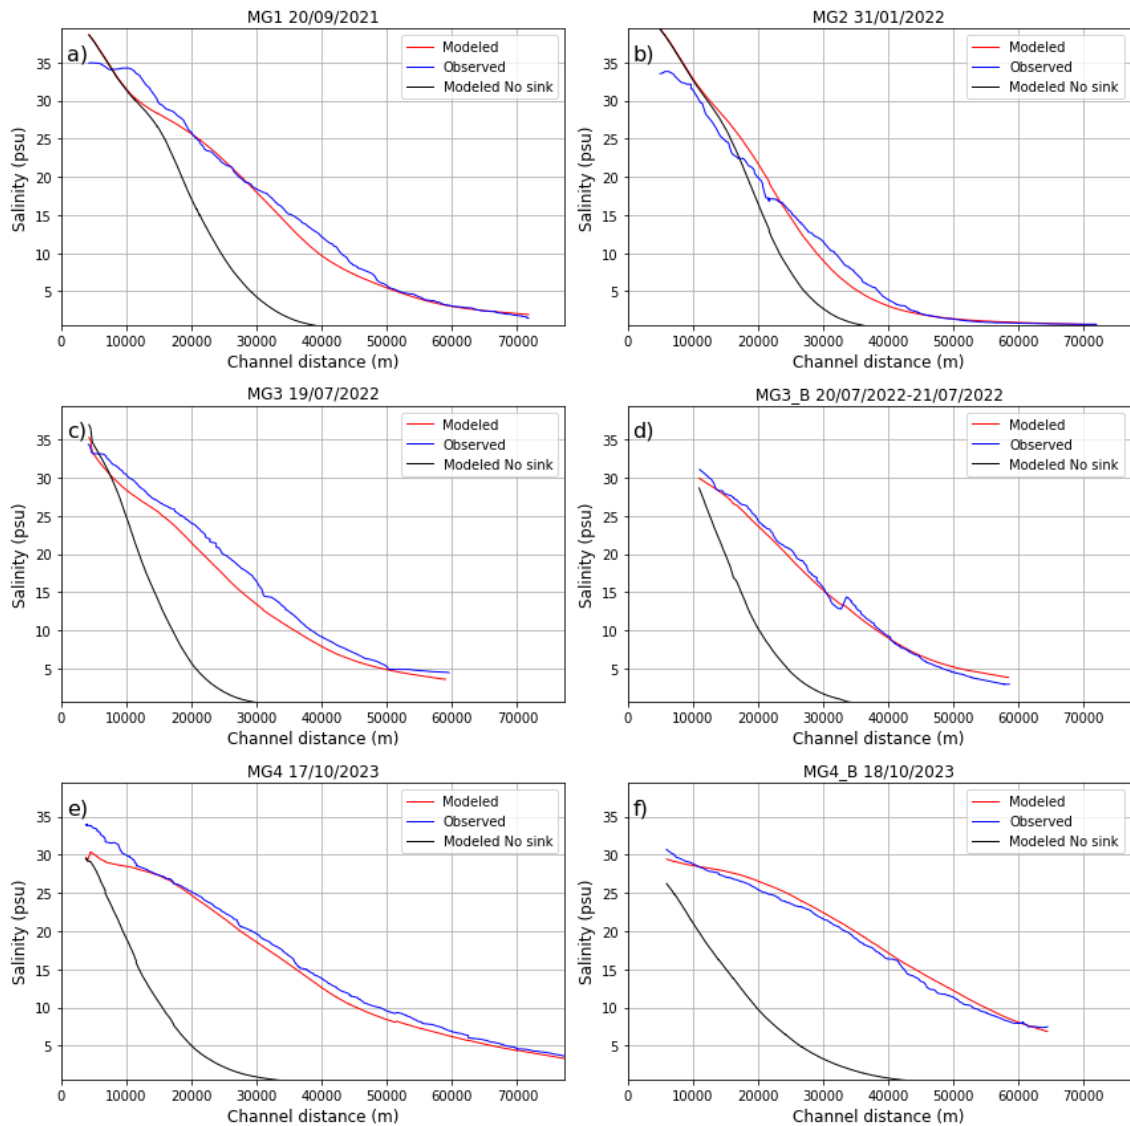 MG1 20/09/2021
a)
Modeled
Observed
Modeled No sink
Salinity (psu)
35
30
25
20
15
10
5
0 10000 20000 30000 40000 50000 60000 70000
Channel distance (m)
MG2 31/01/2022
b)
Modeled
Observed
Modeled No sink
Salinity (psu)
35
30
25
20
15
10
5
0 10000 20000 30000 40000 50000 60000 70000
Channel distance (m)
MG3 19/07/2022
c)
Modeled
Observed
Modeled No sink
Salinity (psu)
35
30
25
20
15
10
5
0 10000 20000 30000 40000 50000 60000 70000
Channel distance (m)
MG3_B 20/07/2022-21/07/2022
d)
Modeled
Observed
Modeled No sink
Salinity (psu)
35
30
25
20
15
10
5
0 10000 20000 30000 40000 50000 60000 70000
Channel distance (m)
MG4 17/10/2023
e)
Modeled
Observed
Modeled No sink
Salinity (psu)
35
30
25
20
15
10
5
0 10000 20000 30000 40000 50000 60000 70000
Channel distance (m)
MG4_B 18/10/2023
f)
Modeled
Observed
Modeled No sink
Salinity (psu)
35
30
25
20
15
10
5
0 10000 20000 30000 40000 50000 60000 70000
Channel distance (m)